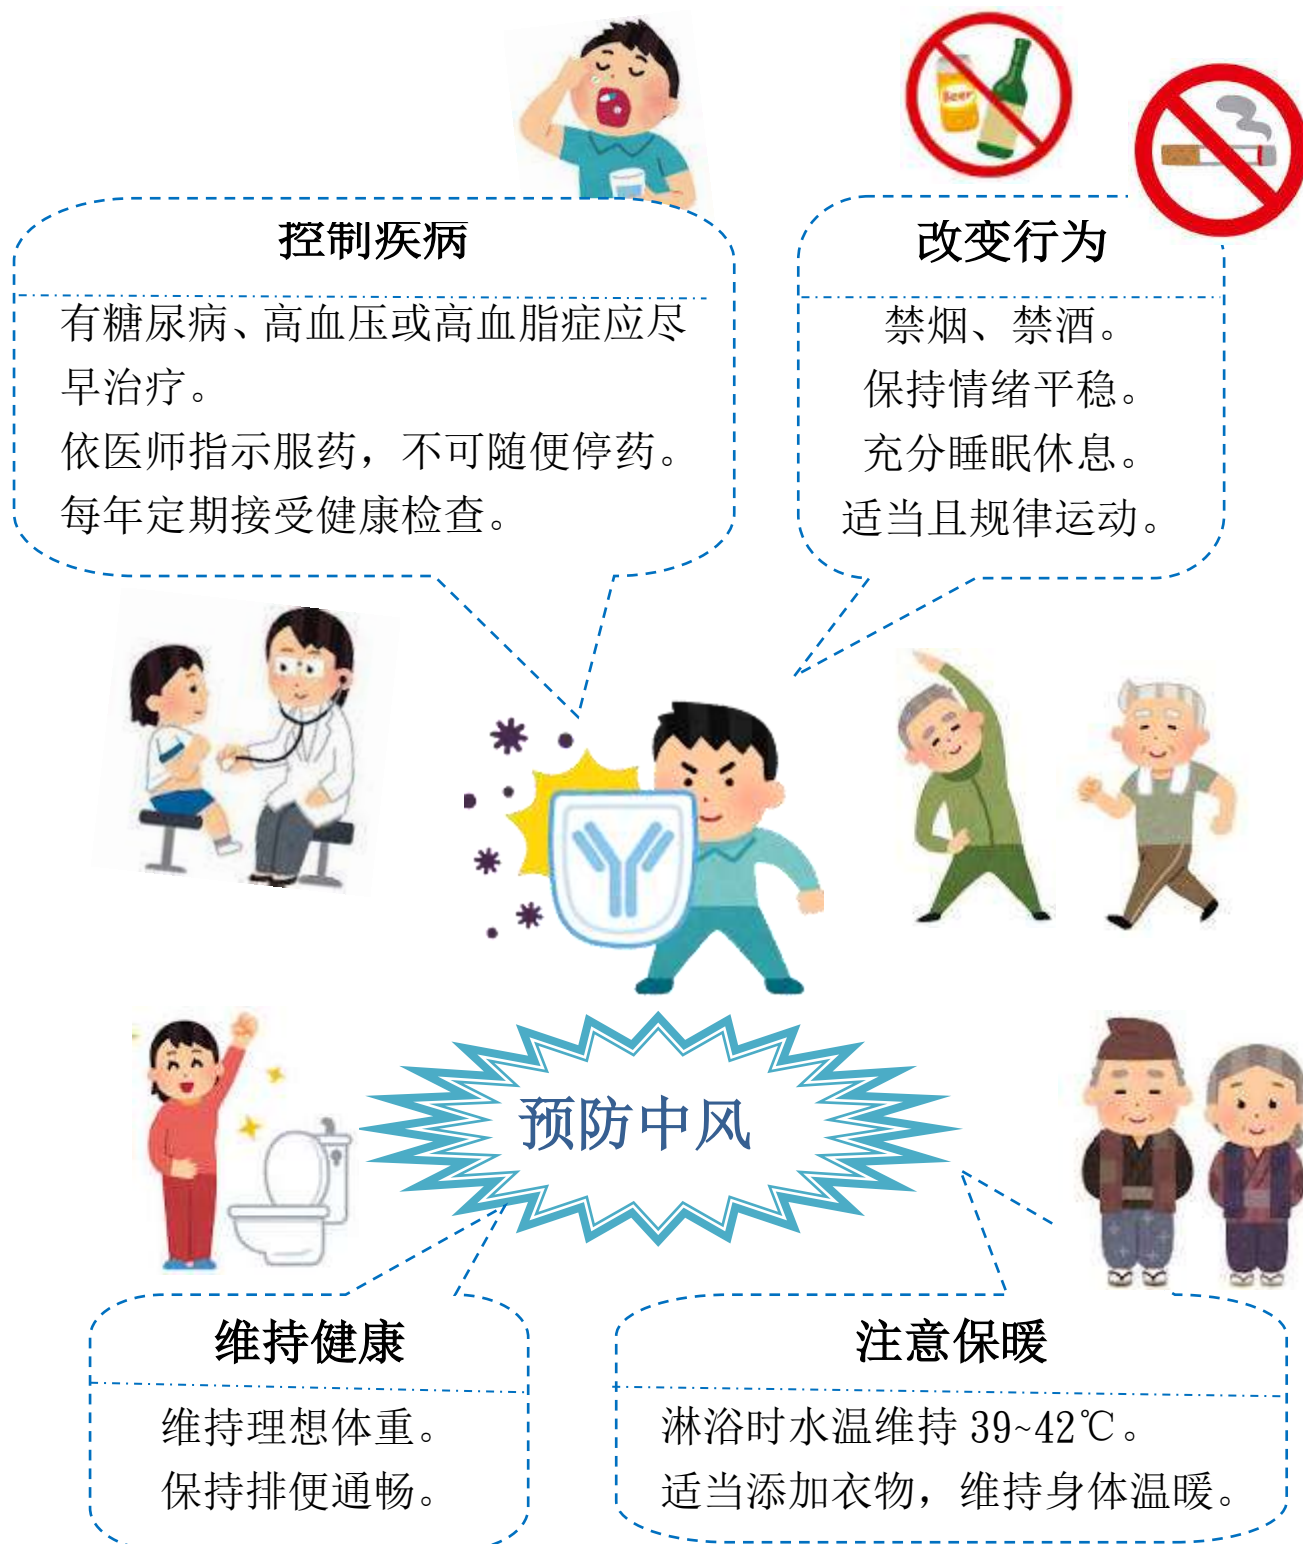 Beer
控制疾病
有糖尿病、高血压或高血脂症应尽
早治疗。
依医师指示服药，不可随便停药。
每年定期接受健康检查。
改变行为
禁烟、禁酒。
保持情绪平稳。
充分睡眠休息。
适当且规律运动。
预防中风
维持健康
维持理想体重。
保持排便通畅。
注意保暖
淋浴时水温维持 39~42℃。
适当添加衣物，维持身体温暖。